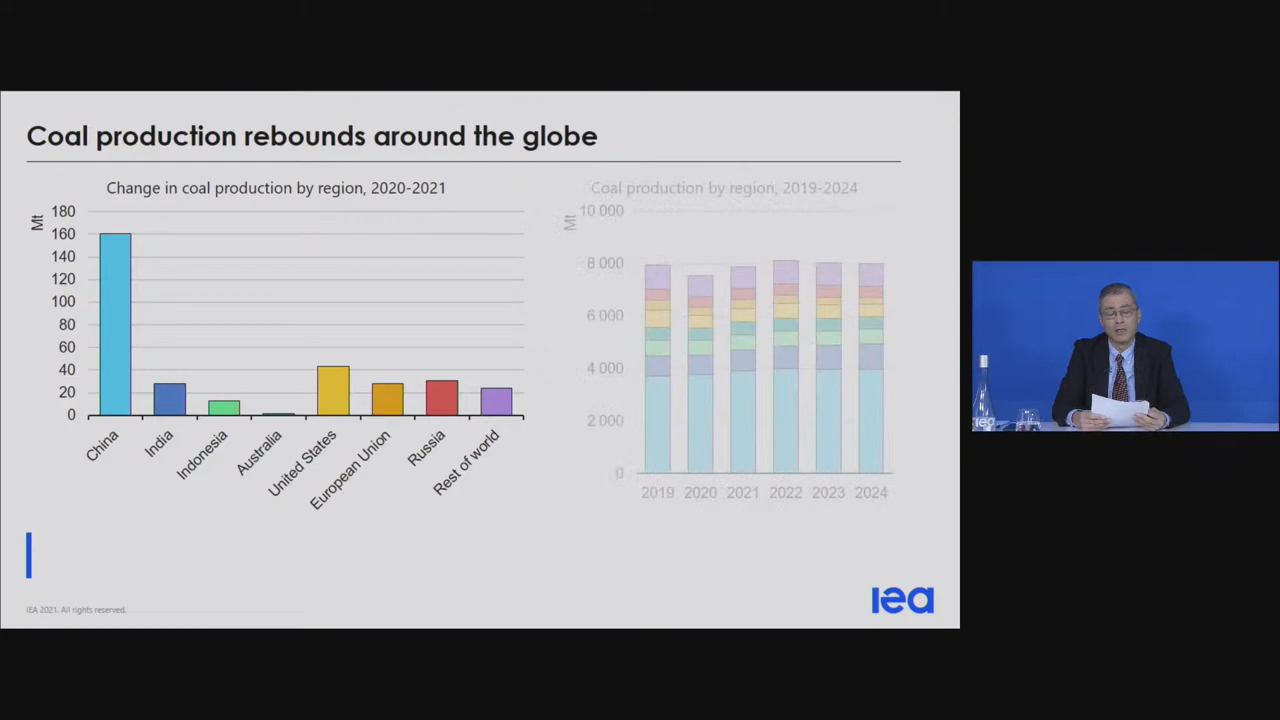 Coal production rebounds around the globe
Change in coal production by region, 2020-2021
Mt
180
160
140
120
100
80
60
40
20
0
China
India
Indonesia
Australia
United States
European Union
Russia
Rest of world
Coal production by region, 2019-2024
Mt
10 000
8 000
6 000
4 000
2 000
0
2019 2020 2021 2022 2023 2024
IEA 2021. All rights reserved.
iea
iea